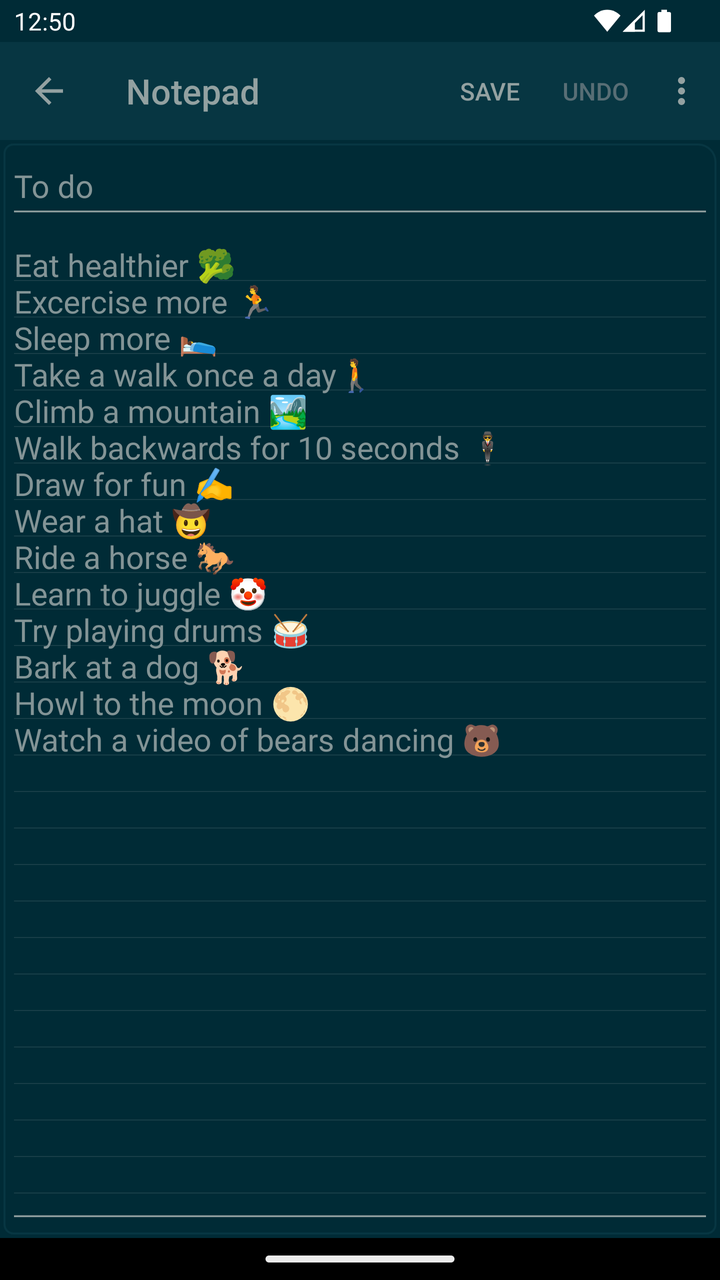 12:50
Notepad SAVE UNDO
To do
Eat healthier 🥦
Excercise more 🏃
Sleep more 🛌
Take a walk once a day 🚶
Climb a mountain 🏞️
Walk backwards for 10 seconds 🕴️
Draw for fun ✍️
Wear a hat 🤠
Ride a horse 🐎
Learn to juggle 🤡
Try playing drums 🥁
Bark at a dog 🐕
Howl to the moon 🌕
Watch a video of bears dancing 🐻